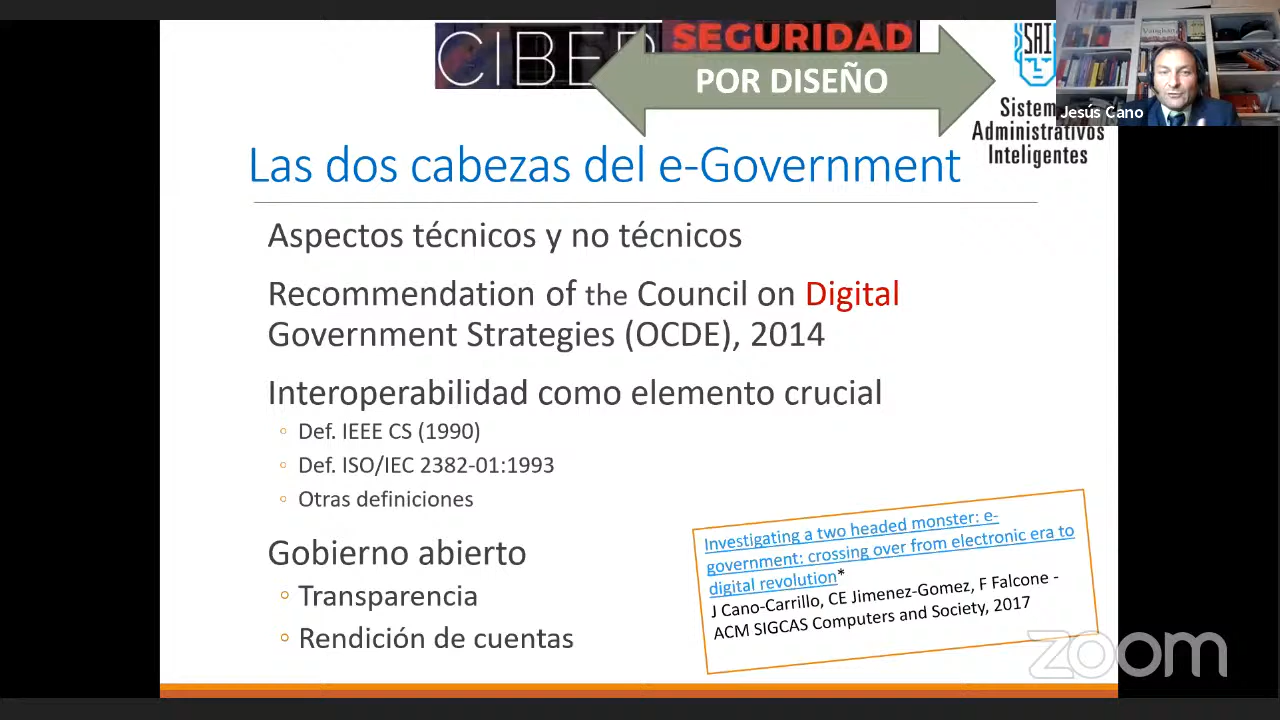 CIBER
SEGURIDAD
POR DISEÑO
SAI
Jesús Cano
Administrativos
Inteligentes
Las dos cabezas del e-Government
Aspectos técnicos y no técnicos
Recommendation of the Council on Digital
Government Strategies (OCDE), 2014
Interoperabilidad como elemento crucial
◦ Def. IEEE CS (1990)
◦ Def. ISO/IEC 2382-01:1993
◦ Otras definiciones
Gobierno abierto
◦ Transparencia
◦ Rendición de cuentas
Investigating a two headed monster: e-
government: crossing over from electronic era to
digital revolution*
J Cano-Carrillo, CE Jimenez-Gomez, F Falcone -
ACM SIGCAS Computers and Society, 2017
zoom